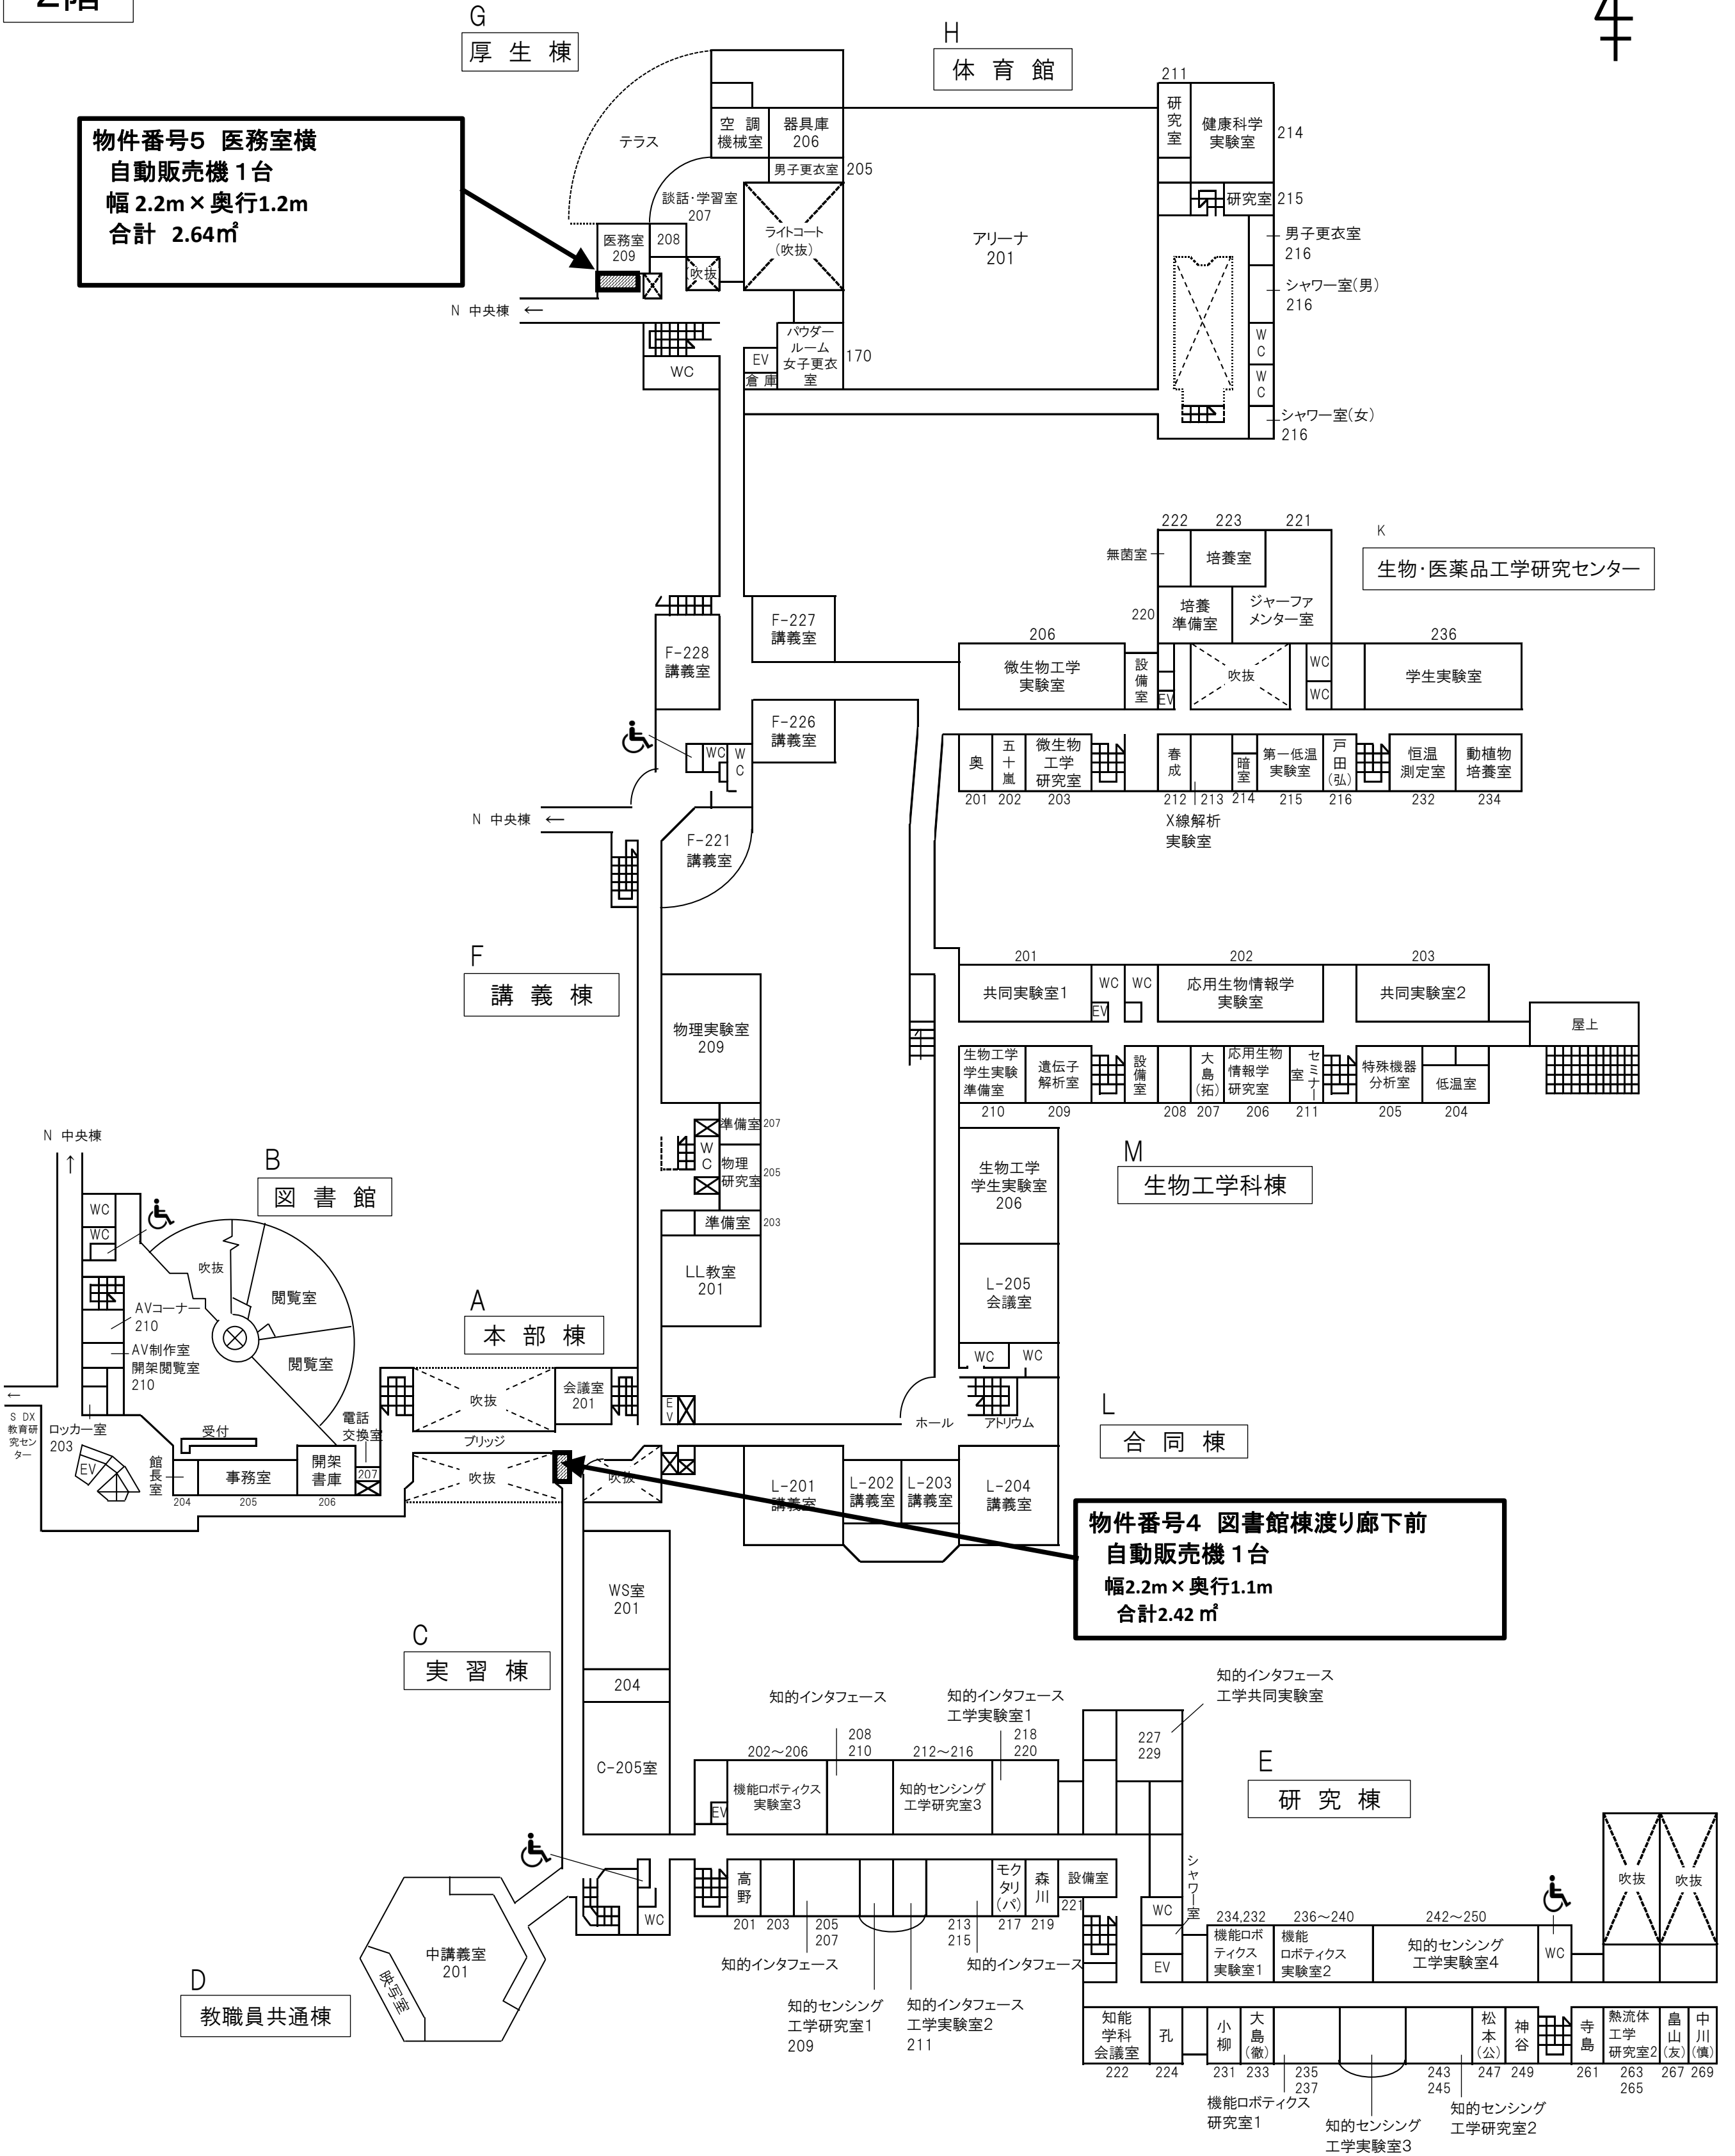 2階
G
厚 生 棟
H
体 育 館
物件番号5 医務室横
自動販売機 1台
幅 2.2m × 奥行1.2m
合計 2.64㎡
テラス
空 調
機械室
器具庫
206
男子更衣室
205
談話・学習室
207
ライトコート
(吹抜)
医務室
209
208
吹抜
N 中央棟 ←
WC
EV
倉 庫
パウダー
ルーム
女子更衣
室
170
アリーナ
201
211
研究室
健康科学
実験室
214
研究室
215
男子更衣室
216
シャワー室(男)
216
WC
WC
シャワー室(女)
216
K
生物・医薬品工学研究センター
222
223
221
無菌室
培養室
220
培養
準備室
ジャーファ
メンター室
206
微生物工学
実験室
設備室
EV
吹抜
WC
WC
236
学生実験室
奥
五十嵐
微生物
工学
研究室
春成
暗室
第一低温
実験室
戸田(弘)
恒温
測定室
動植物
培養室
201
202
203
212
213
214
215
216
232
234
X線解析
実験室
F-227
講義室
F-228
講義室
F-226
講義室
WC
WC
N 中央棟 ←
F-221
講義室
F
講 義 棟
物理実験室
209
準備室
207
WC
物理
研究室
205
準備室
203
LL教室
201
201
共同実験室1
WC
WC
EV
202
応用生物情報学
実験室
203
共同実験室2
屋上
生物工学
学生実験
準備室
遺伝子
解析室
設備室
大島(拓)
応用生物
情報学
研究室
セミナー室
特殊機器
分析室
低温室
210
209
208
207
206
211
205
204
M
生物工学科棟
生物工学
学生実験室
206
L-205
会議室
WC
WC
ホール
アトリウム
L
合 同 棟
N 中央棟
↑
B
図 書 館
WC
WC
吹抜
閲覧室
閲覧室
AVコーナー
210
AV制作室
開架閲覧室
210
←
S DX
教育研
究セン
ター
ロッカー室
203
EV
受付
館長室
事務室
開架
書庫
電話
交換室
207
204
205
206
A
本 部 棟
吹抜
会議室
201
ブリッジ
吹抜
吹抜
EV
L-201
講義室
L-202
講義室
L-203
講義室
L-204
講義室
物件番号4 図書館棟渡り廊下前
自動販売機 1台
幅2.2m × 奥行1.1m
合計2.42 ㎡
WS室
201
204
C-205室
C
実 習 棟
WC
D
教職員共通棟
中講義室
201
映写室
知的インタフェース
208
210
知的インタフェース
工学実験室1
218
220
知的インタフェース
工学共同実験室
227
229
202～206
機能ロボティクス
実験室3
EV
212～216
知的センシング
工学研究室3
E
研 究 棟
高野
モクタリ(パ)
森川
設備室
221
201
203
205
207
213
215
217
219
知的インタフェース
知的インタフェース
知的センシング
工学研究室1
209
知的インタフェース
工学実験室2
211
シャワー室
WC
EV
234,232
機能ロボ
ティクス
実験室1
236～240
機能
ロボティクス
実験室2
242～250
知的センシング
工学実験室4
WC
吹抜
吹抜
知能
学科
会議室
孔
小柳
大島(徹)
松本(公)
神谷
寺島
熱流体
工学
研究室2
畠山(友)
中川(慎)
222
224
231
233
235
237
243
245
247
249
261
263
265
267
269
機能ロボティクス
研究室1
知的センシング
工学実験室3
知的センシング
工学研究室2